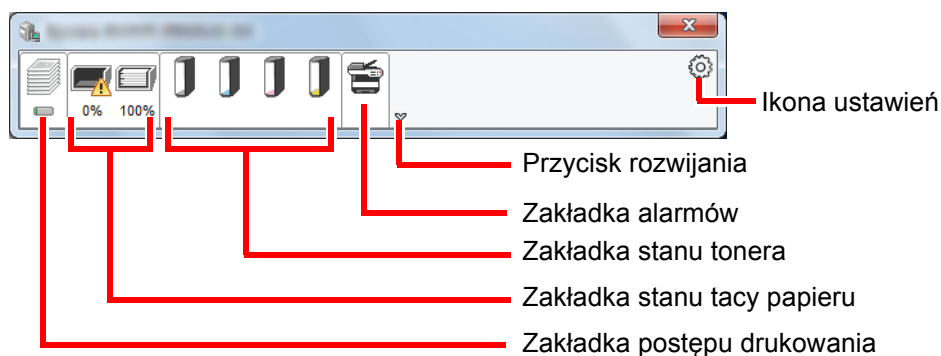 0% 100%
Ikona ustawień
Przycisk rozwijania
Zakładka alarmów
Zakładka stanu tonera
Zakładka stanu tacy papieru
Zakładka postępu drukowania